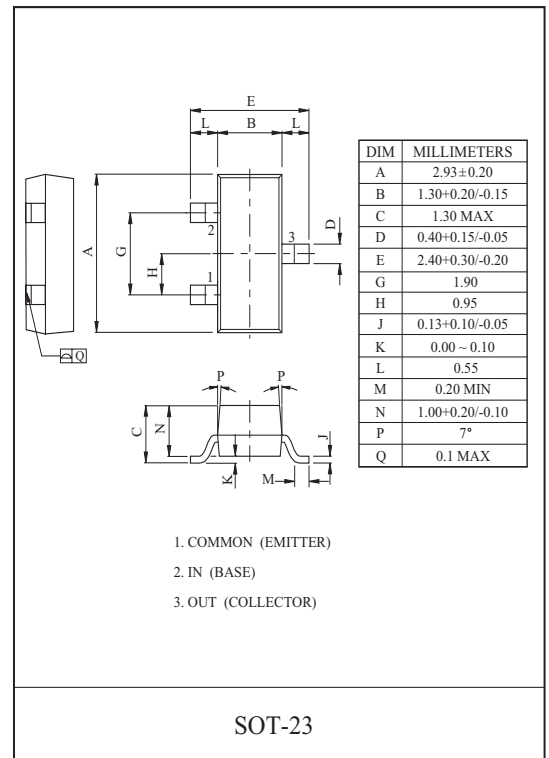 E
L B L
A
G
H
2
3
1
D
Q
P P
C
N
K
M
J
DIM MILLIMETERS
A 2.93±0.20
B 1.30+0.20/-0.15
C 1.30 MAX
D 0.40+0.15/-0.05
E 2.40+0.30/-0.20
G 1.90
H 0.95
J 0.13+0.10/-0.05
K 0.00 ~ 0.10
L 0.55
M 0.20 MIN
N 1.00+0.20/-0.10
P 7°
Q 0.1 MAX
1. COMMON (EMITTER)
2. IN (BASE)
3. OUT (COLLECTOR)
SOT-23